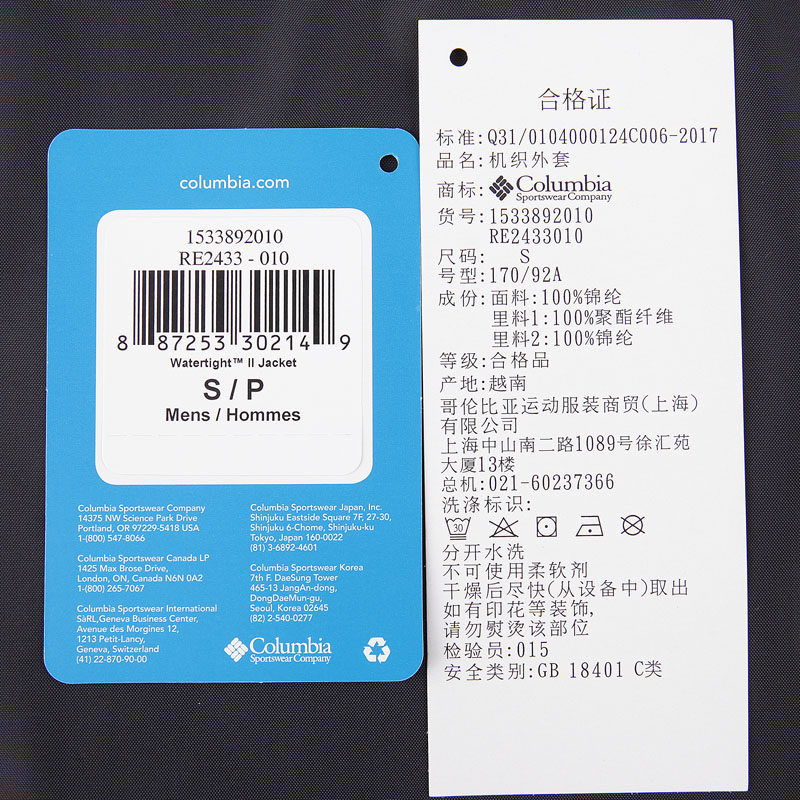 columbia.com
1533892010
RE2433 - 010
8 87253 30214 9
Watertight™ II Jacket
S / P
Mens / Hommes
Columbia Sportswear Company
14375 NW Science Park Drive
Portland, OR 97229-5418 USA
1-(800) 547-8066
Columbia Sportswear Canada LP
1425 Max Brose Drive,
London, ON, Canada N6N 0A2
1-(800) 265-7067
Columbia Sportswear International
SàRL,Geneva Business Center,
Avenue des Morgines 12,
1213 Petit-Lancy,
Geneva, Switzerland
(41) 22-870-90-00
Columbia Sportswear Japan, Inc.
Shinjuku Eastside Square 7F, 27-30,
Shinjuku 6-Chome, Shinjuku-ku
Tokyo, Japan 160-0022
(81) 3-6892-4601
Columbia Sportswear Korea
7th F. DaeSung Tower
465-13 JangAn-dong,
DongDaeMun-gu,
Seoul, Korea 02645
(82) 2-540-0277
Columbia
Sportswear Company
合格证
标准:Q31/0104000124C006-2017
品名:机织外套
商标:Columbia
Sportswear Company
货号:1533892010
RE2433010
尺码: S
号型:170/92A
成份:面料:100%锦纶
里料1:100%聚酯纤维
里料2:100%锦纶
等级:合格品
产地:越南
哥伦比亚运动服装商贸(上海)
有限公司
上海中山南二路1089号徐汇苑
大厦13楼
总机:021-60237366
洗涤标识:
30
分开水洗
不可使用柔软剂
干燥后尽快(从设备中)取出
如有印花等装饰,
请勿熨烫该部位
检验员:015
安全类别:GB 18401 C类